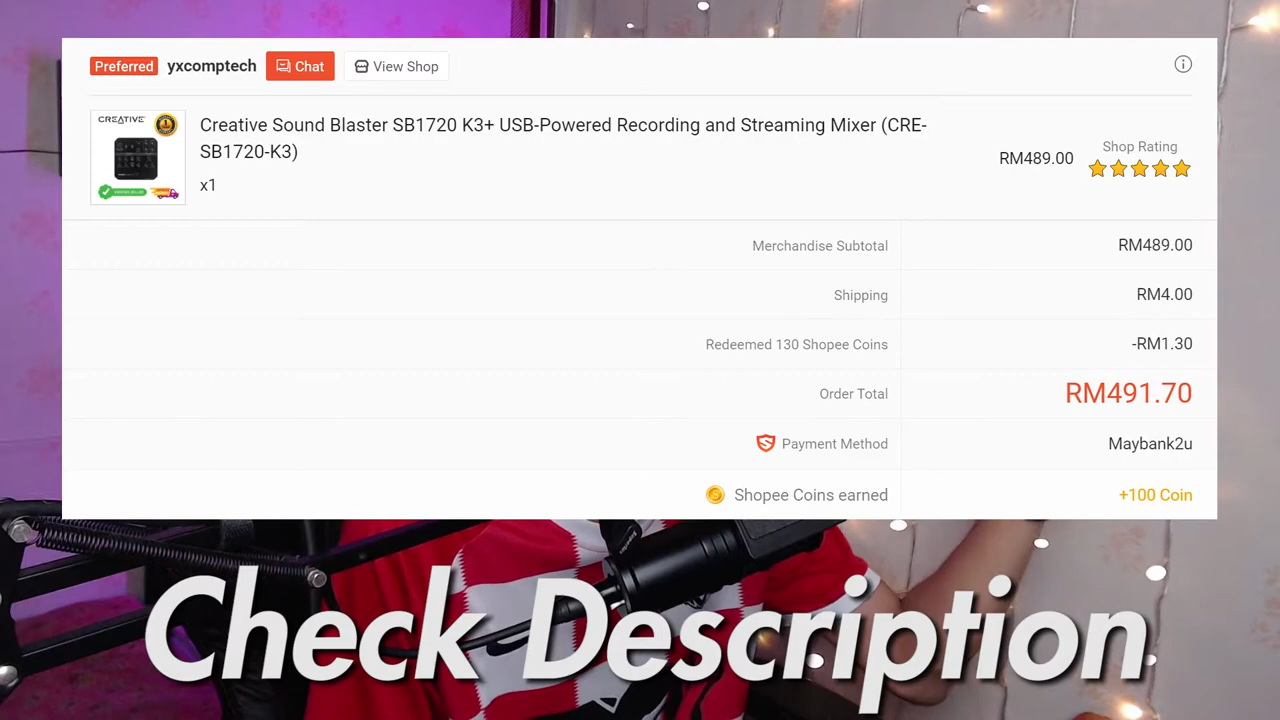 Preferred yxcomptech Chat View Shop
CREATIVE
Creative Sound Blaster SB1720 K3+ USB-Powered Recording and Streaming Mixer (CRE-
SB1720-K3)
x1
RM489.00
Shop Rating
Merchandise Subtotal RM489.00
Shipping RM4.00
Redeemed 130 Shopee Coins -RM1.30
Order Total RM491.70
Payment Method Maybank2u
Shopee Coins earned +100 Coin
Check Description